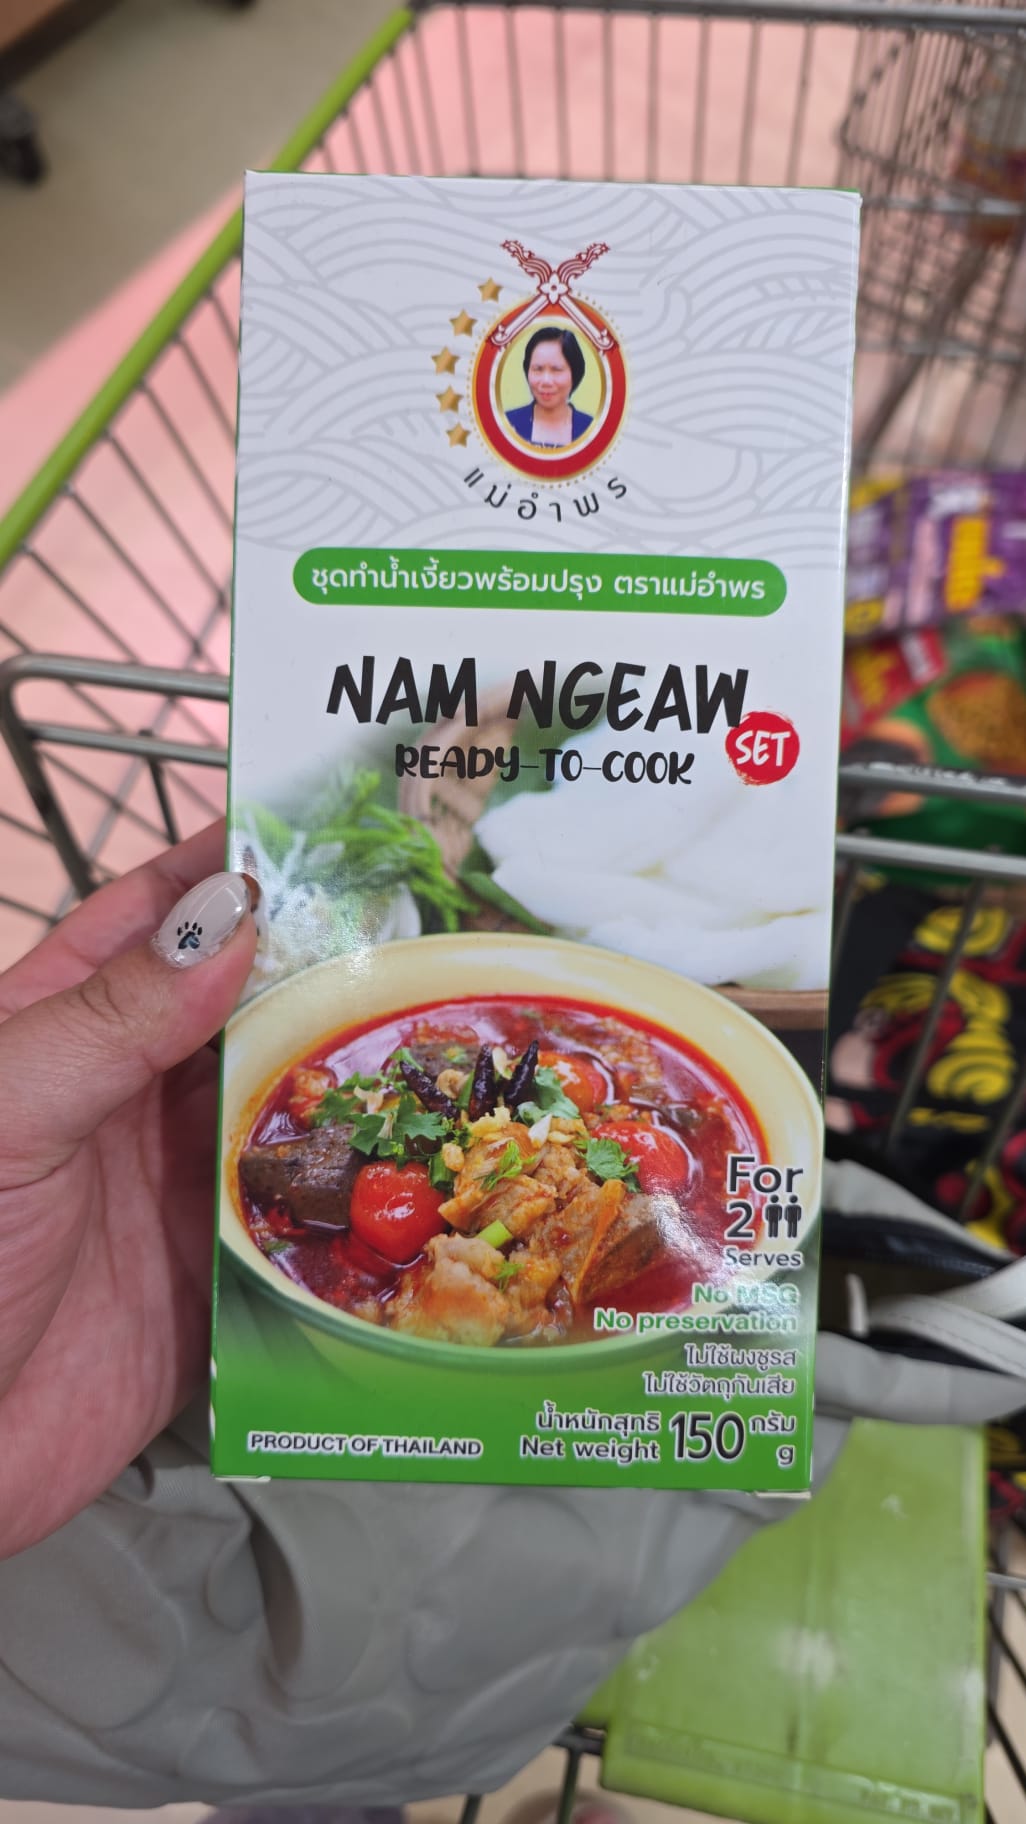 แม่อำพร
ชุดทำน้ำเงี้ยวพร้อมปรุง ตราแม่อำพร
NAM NGEAW
READY-TO-COOK
SET
For
2
Serves
No MSG
No preservation
ไม่ใช้ผงชูรส
ไม่ใช้วัตถุกันเสีย
น้ำหนักสุทธิ 150 กรัม
Net weight g
PRODUCT OF THAILAND